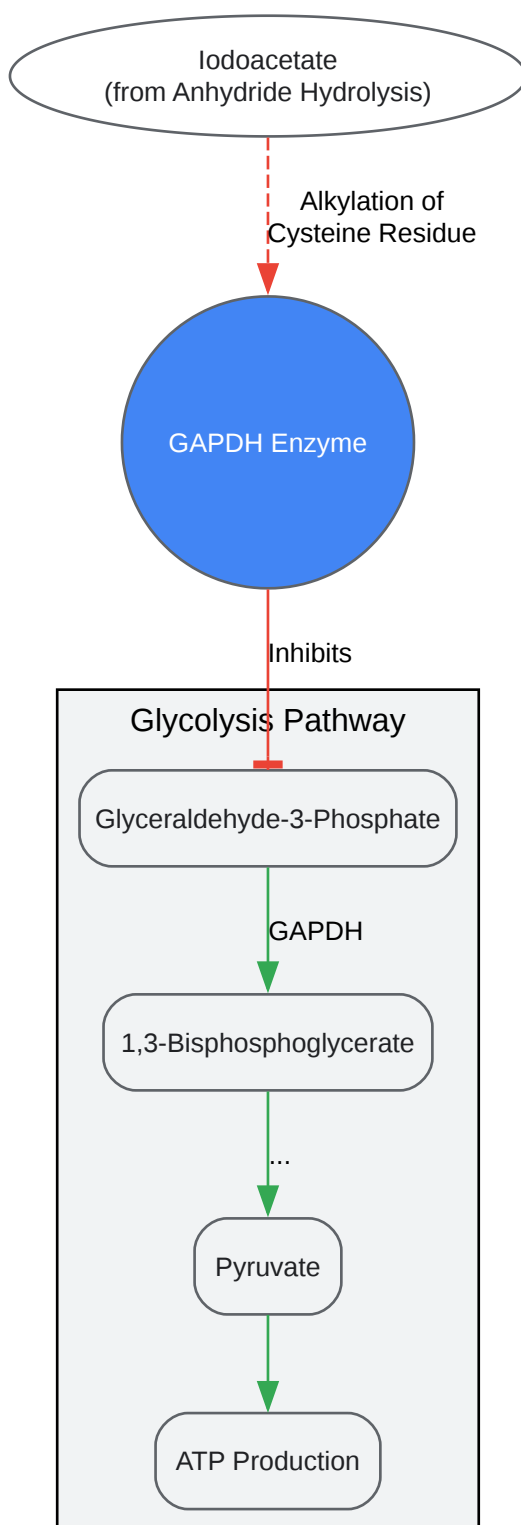 Iodoacetate
(from Anhydride Hydrolysis)
Alkylation of
Cysteine Residue
GAPDH Enzyme
Inhibits
Glycolysis Pathway
Glyceraldehyde-3-Phosphate
GAPDH
1,3-Bisphosphoglycerate
...
Pyruvate
ATP Production